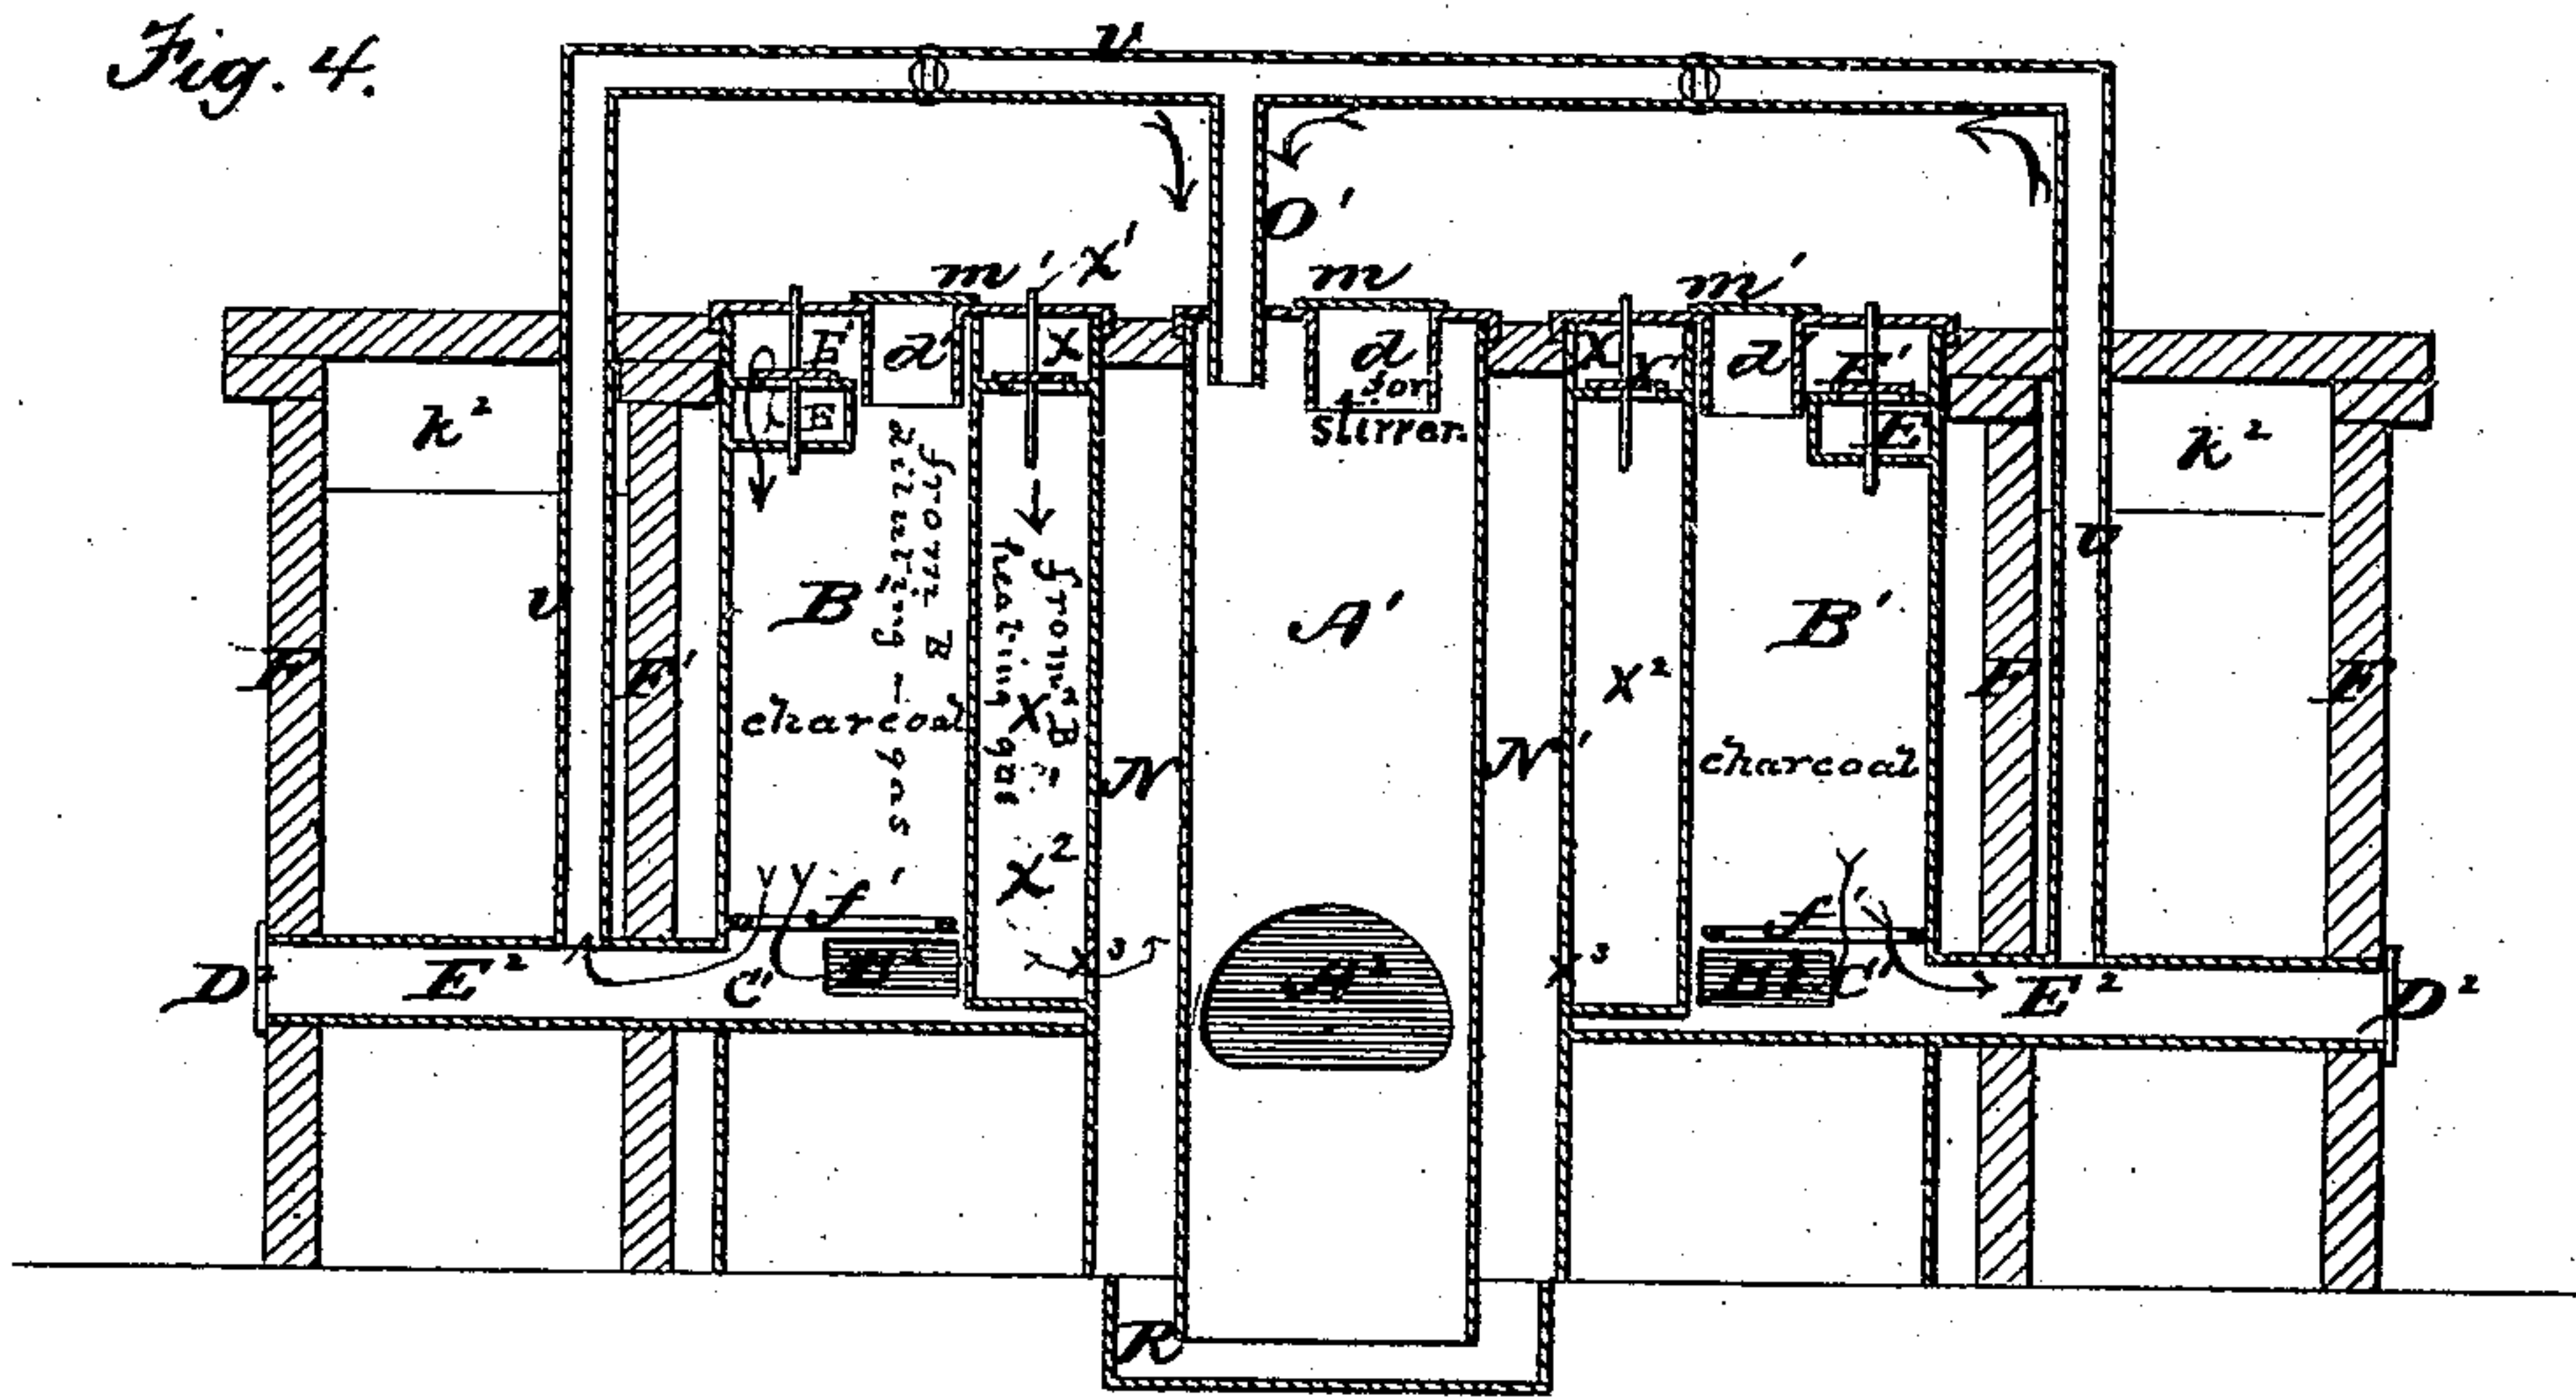 Fig. 4.
v
D'
m' x' m m'
E' d' X d X x' d E'
for
stirrer.
E E
k² k²
from B
diluting-gas
from B
heating gas
v B A' B' v
F F' X² X² F F
charcoal charcoal
N N'
X²
f f'
x³ x³
D² E² C' B² A² B² C' E² D²
R